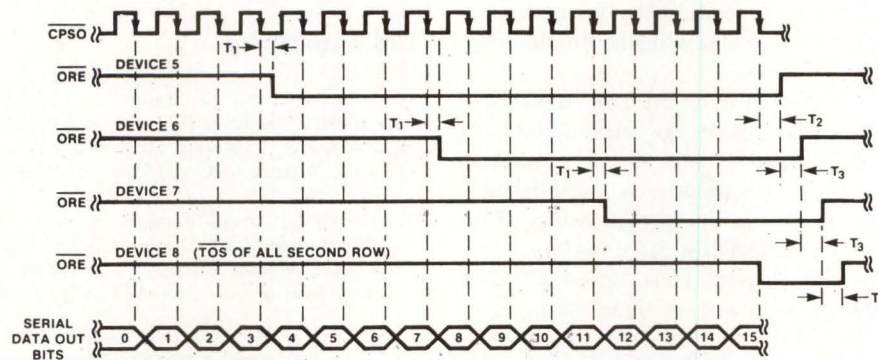 CPSO
T1
DEVICE 5
ORE
T2
DEVICE 6
T1
ORE
T3
DEVICE 7
T1
ORE
T3
DEVICE 8 (TOS OF ALL SECOND ROW)
ORE
T
SERIAL
DATA OUT
BITS
0 1 2 3 4 5 6 7 8 9 10 11 12 13 14 15